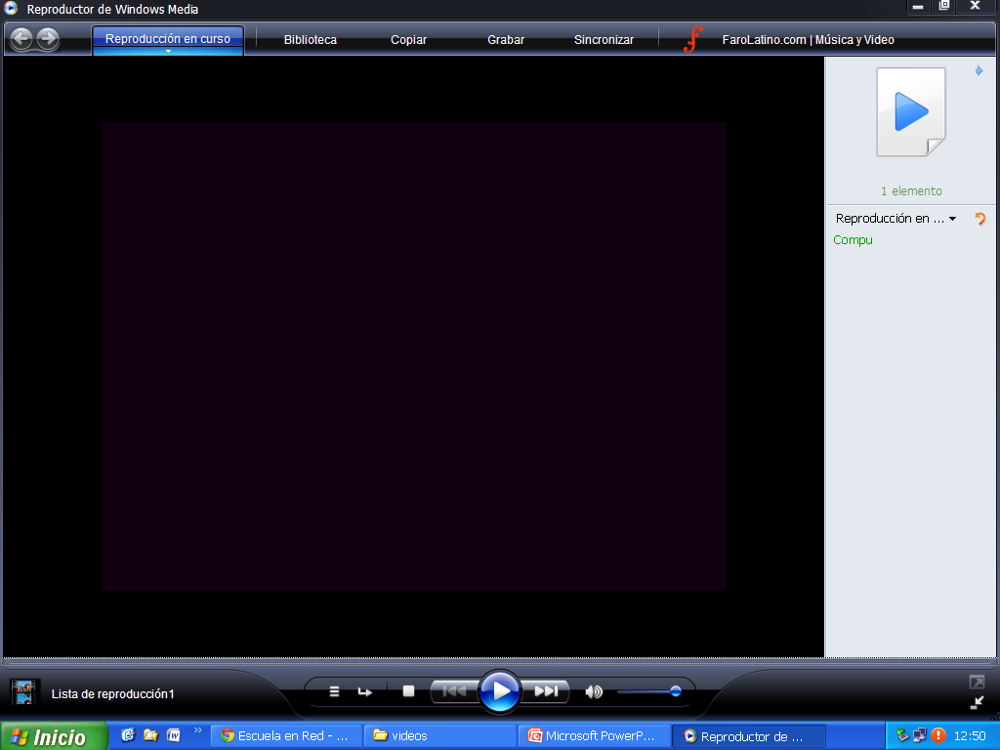 Reproductor de Windows Media
Reproducción en curso
Biblioteca
Copiar
Grabar
Sincronizar
FaroLatino.com | Música y Video
1 elemento
Reproducción en ...
Compu
Lista de reproducción1
Inicio
Escuela en Red - ...
videos
Microsoft PowerP...
Reproductor de ...
12:50